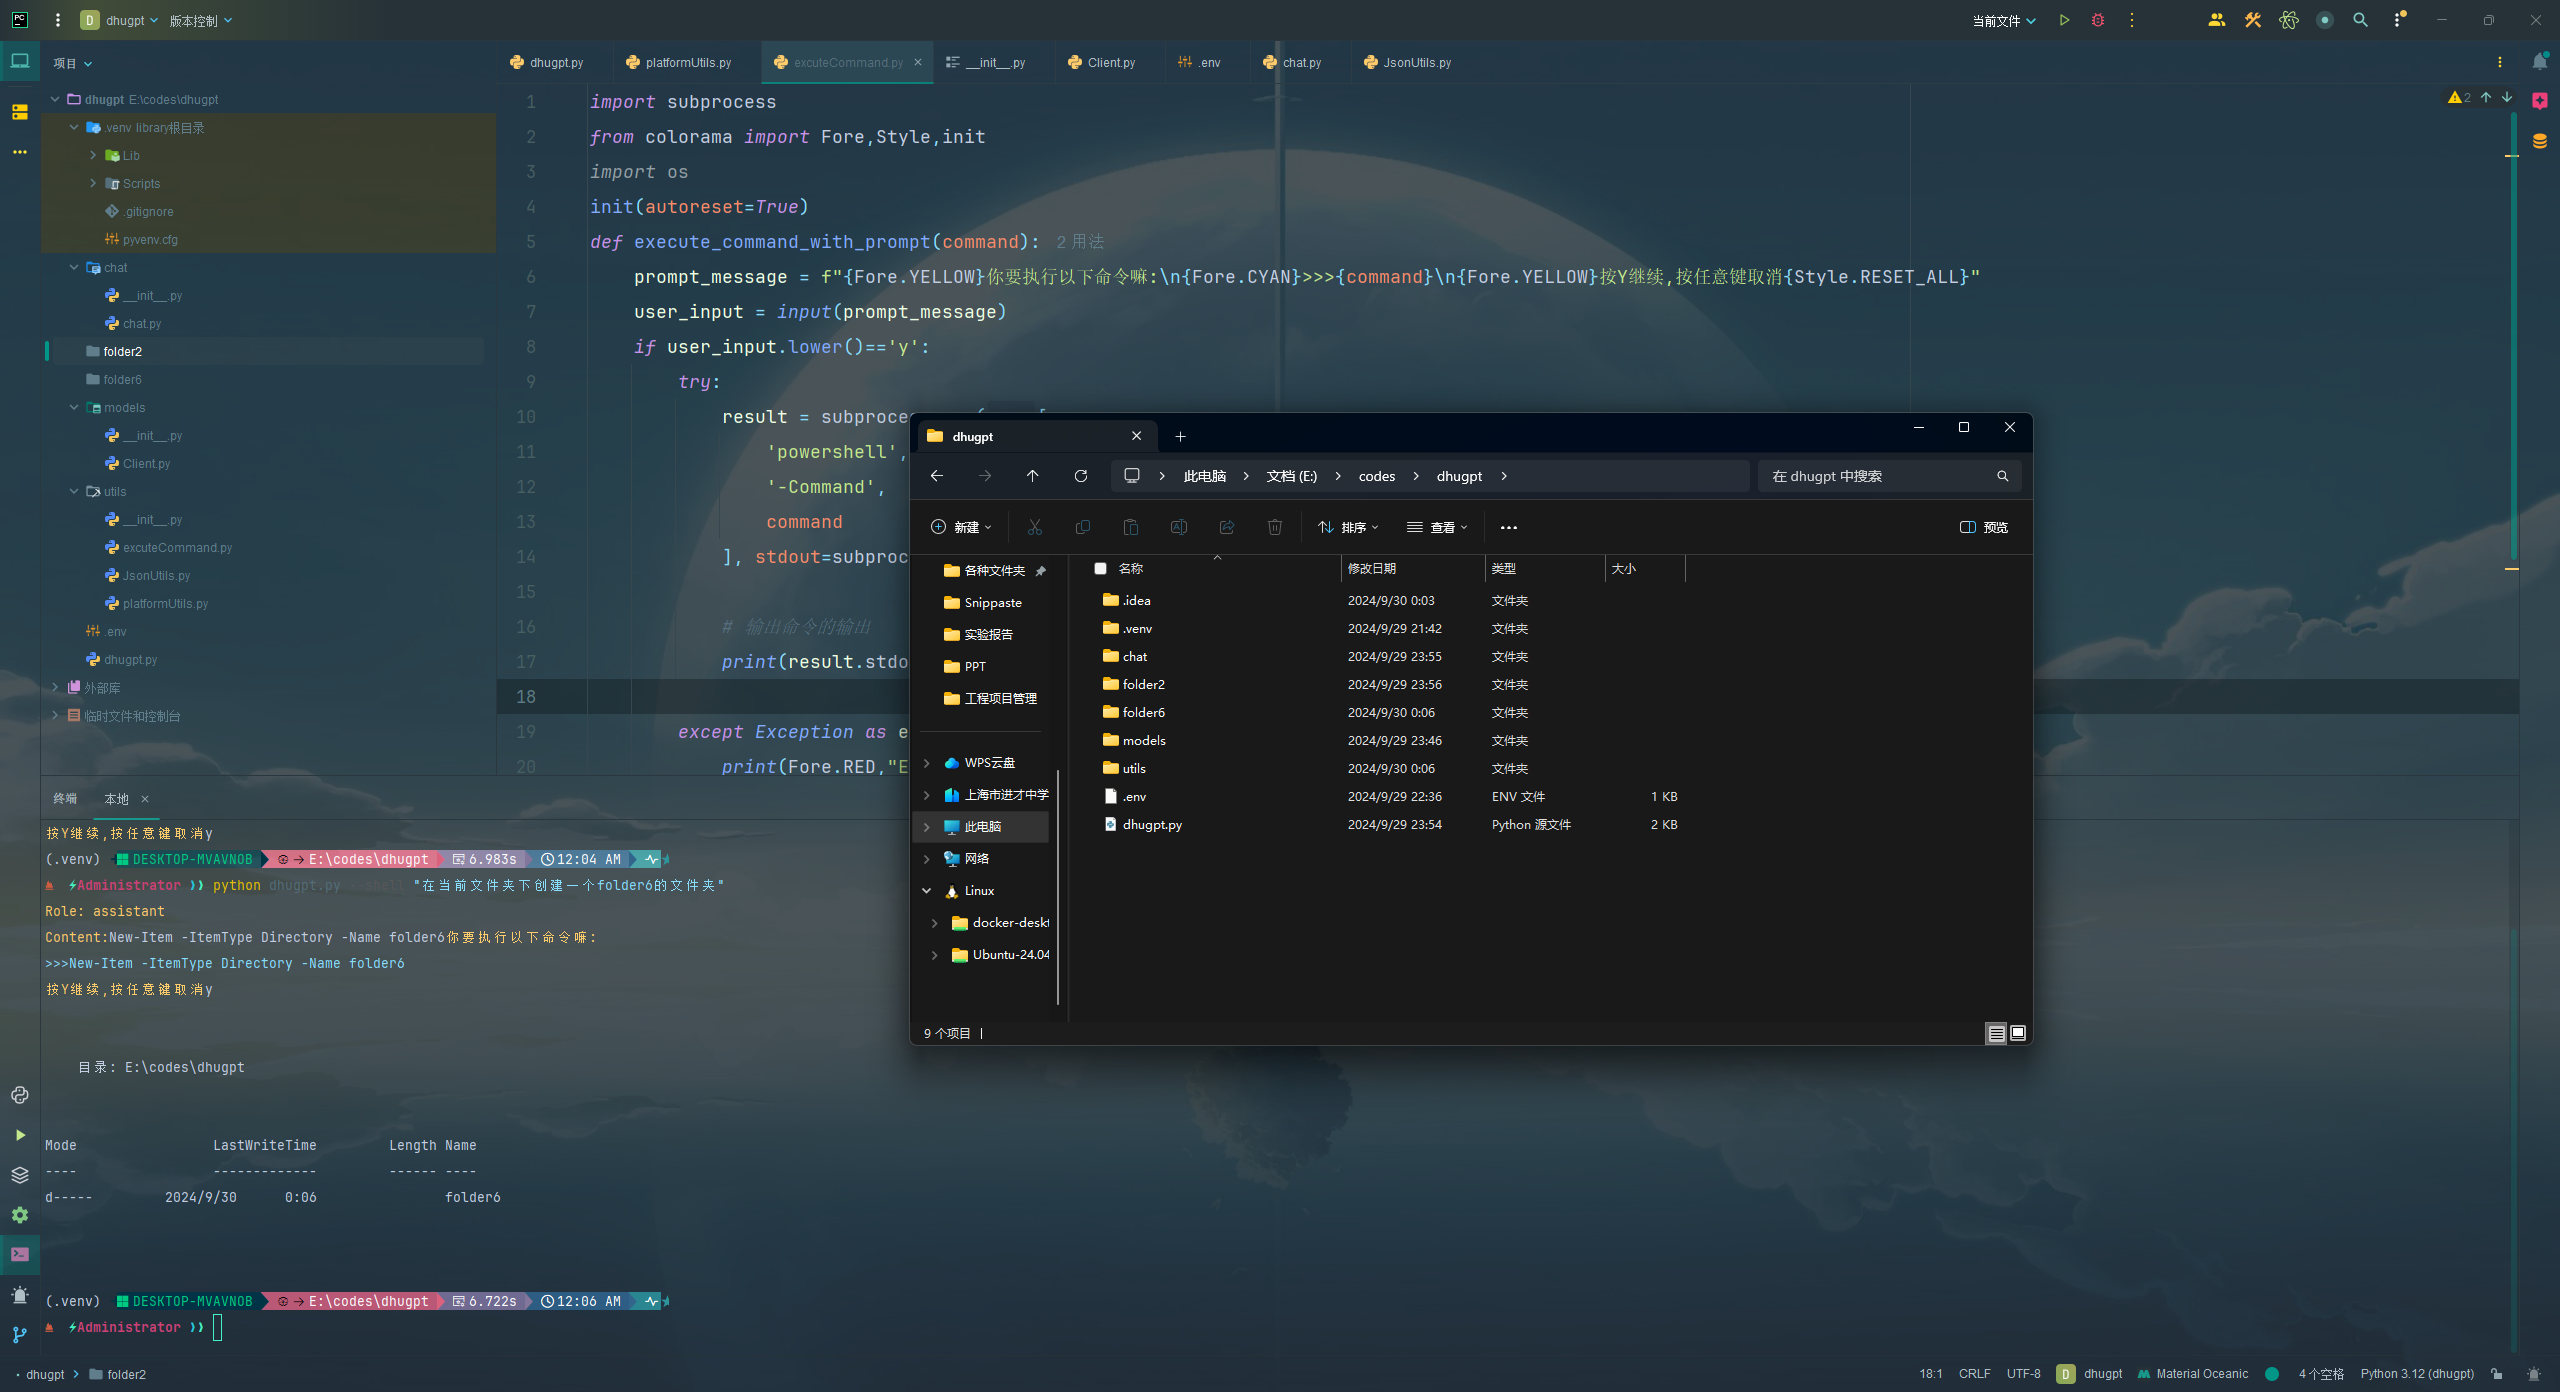 PC
D dhugpt 版本控制
当前文件
项目
dhugpt.py platformUtils.py excuteCommand.py __init__.py Client.py .env chat.py JsonUtils.py
dhugpt E:\codes\dhugpt
.venv library根目录
Lib
Scripts
.gitignore
pyvenv.cfg
chat
__init__.py
chat.py
folder2
folder6
models
__init__.py
Client.py
utils
__init__.py
excuteCommand.py
JsonUtils.py
platformUtils.py
.env
dhugpt.py
外部库
临时文件和控制台
2
1 import subprocess
2 from colorama import Fore,Style,init
3 import os
4 init(autoreset=True)
5 def execute_command_with_prompt(command): 2 用法
6 prompt_message = f"{Fore.YELLOW}你要执行以下命令嘛:\n{Fore.CYAN}>>>{command}\n{Fore.YELLOW}按Y继续,按任意键取消{Style.RESET_ALL}"
7 user_input = input(prompt_message)
8 if user_input.lower()=='y':
9 try:
10 result = subproce
11 'powershell',
12 '-Command',
13 command
14 ], stdout=subproc
15
16 # 输出命令的输出
17 print(result.stdo
18
19 except Exception as e
20 print(Fore.RED,"E
dhugpt
此电脑 文档 (E:) codes dhugpt
在 dhugpt 中搜索
新建 排序 查看 预览
各种文件夹
Snippaste
实验报告
PPT
工程项目管理
WPS云盘
上海市进才中学
此电脑
网络
Linux
docker-deskt
Ubuntu-24.04
名称 修改日期 类型 大小
.idea 2024/9/30 0:03 文件夹
.venv 2024/9/29 21:42 文件夹
chat 2024/9/29 23:55 文件夹
folder2 2024/9/29 23:56 文件夹
folder6 2024/9/30 0:06 文件夹
models 2024/9/29 23:46 文件夹
utils 2024/9/30 0:06 文件夹
.env 2024/9/29 22:36 ENV 文件 1 KB
dhugpt.py 2024/9/29 23:54 Python 源文件 2 KB
9 个项目
终端 本地
按Y继续,按任意键取消y
(.venv) DESKTOP-MVAVNOB → E:\codes\dhugpt 6.983s 12:04 AM
⚡Administrator ❯❯ python dhugpt.py "在当前文件夹下创建一个folder6的文件夹"
Role: assistant
Content:New-Item -ItemType Directory -Name folder6你要执行以下命令嘛:
>>>New-Item -ItemType Directory -Name folder6
按Y继续,按任意键取消y
目录: E:\codes\dhugpt
Mode LastWriteTime Length Name
---- ------------- ------ ----
d----- 2024/9/30 0:06 folder6
(.venv) DESKTOP-MVAVNOB → E:\codes\dhugpt 6.722s 12:06 AM
⚡Administrator ❯❯
dhugpt folder2
18:1 CRLF UTF-8 D dhugpt Material Oceanic 4 个空格 Python 3.12 (dhugpt)